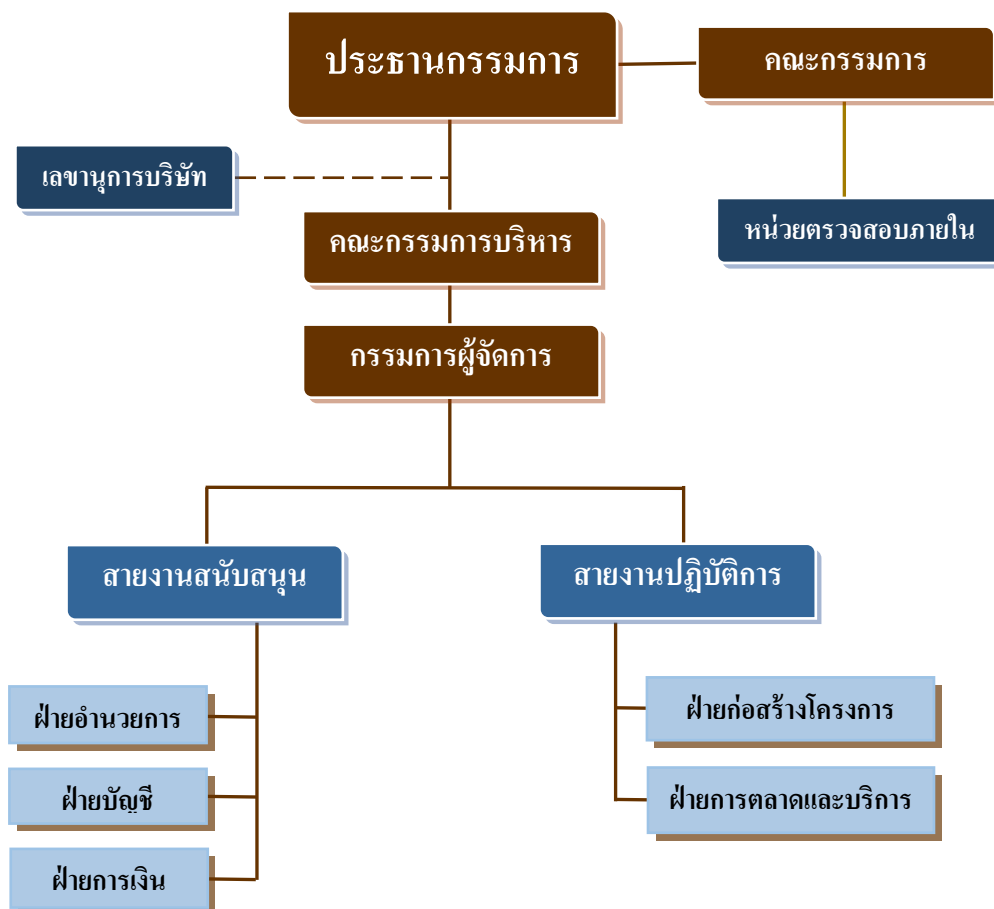 ประธานกรรมการ
คณะกรรมการ
เลขานุการบริษัท
หน่วยตรวจสอบภายใน
คณะกรรมการบริหาร
กรรมการผู้จัดการ
สายงานสนับสนุน
สายงานปฏิบัติการ
ฝ่ายอำนวยการ
ฝ่ายบัญชี
ฝ่ายการเงิน
ฝ่ายก่อสร้างโครงการ
ฝ่ายการตลาดและบริการ